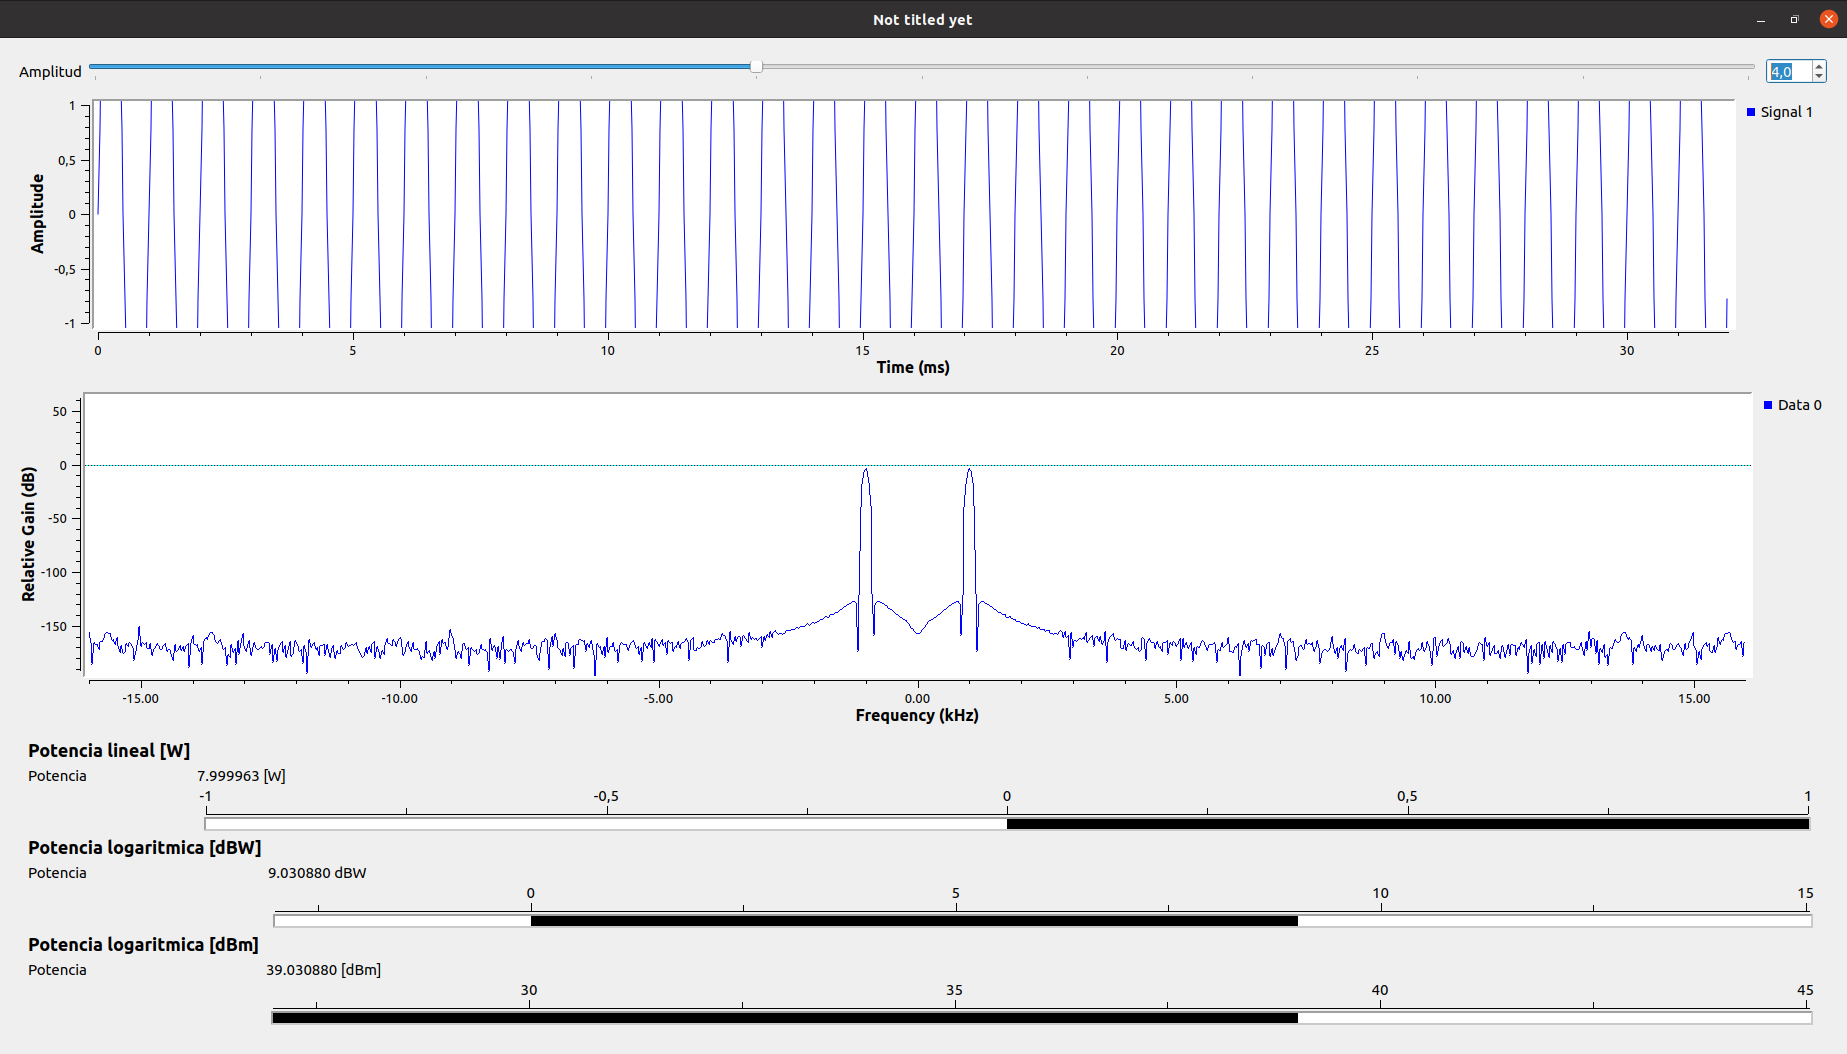 Not titled yet
Amplitud 4,0
Signal 1
1
0,5
0
-0,5
-1
Amplitude
0 5 10 15 20 25 30
Time (ms)
Data 0
50
0
-50
-100
-150
Relative Gain (dB)
-15.00 -10.00 -5.00 0.00 5.00 10.00 15.00
Frequency (kHz)
Potencia lineal [W]
Potencia 7.999963 [W]
-1 -0,5 0 0,5 1
Potencia logaritmica [dBW]
Potencia 9.030880 dBW
0 5 10 15
Potencia logaritmica [dBm]
Potencia 39.030880 [dBm]
30 35 40 45